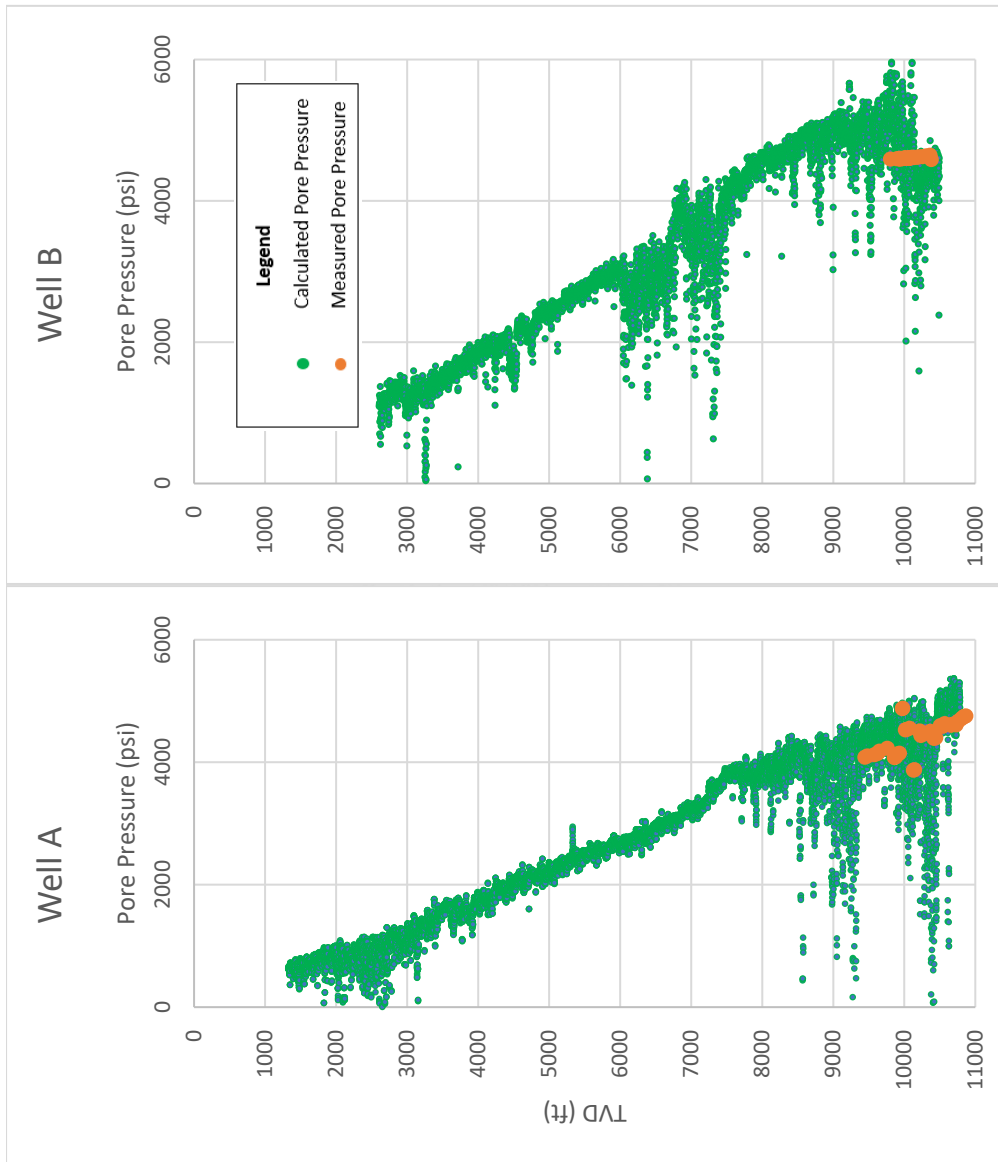 Well A
Pore Pressure (psi)
0 2000 4000 6000
TVD (ft)
0
1000
2000
3000
4000
5000
6000
7000
8000
9000
10000
11000
Well B
Pore Pressure (psi)
0 2000 4000 6000
0
1000
2000
3000
4000
5000
6000
7000
8000
9000
10000
11000
Legend
Calculated Pore Pressure
Measured Pore Pressure